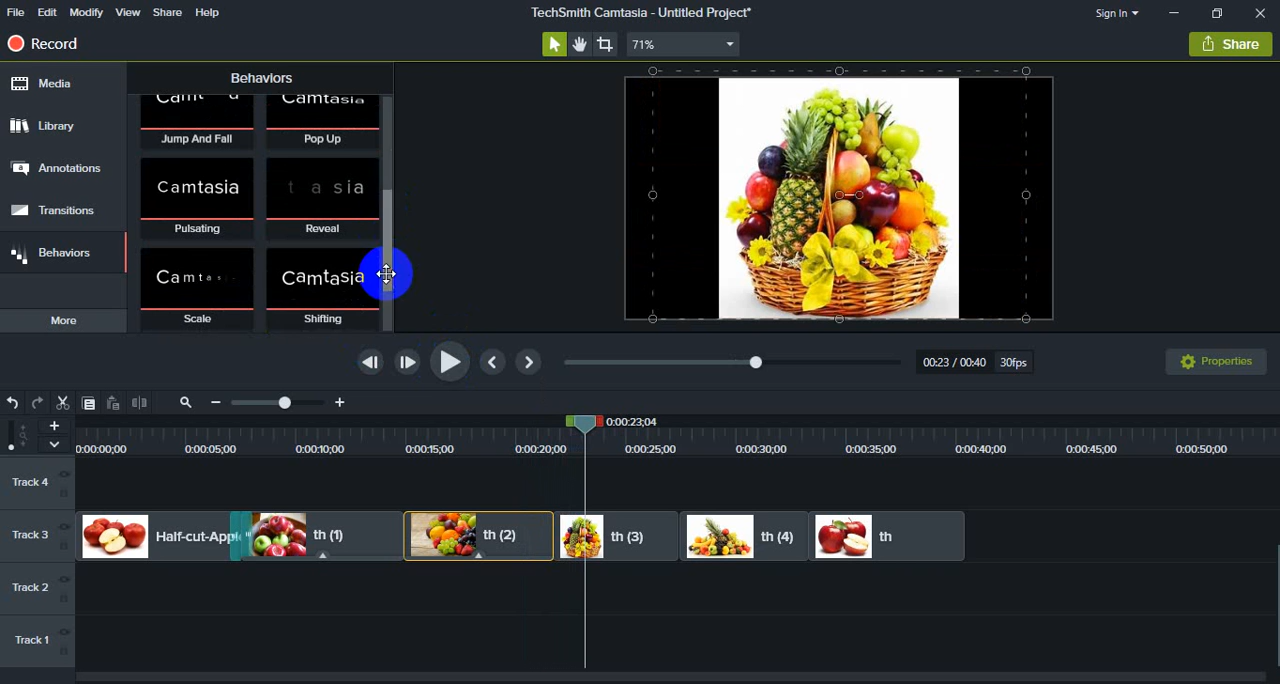 File Edit Modify View Share Help TechSmith Camtasia - Untitled Project* Sign In
Record 71% Share
Media
Library
Annotations
Transitions
Behaviors
More
Behaviors
Camtasia
Jump And Fall Pop Up
Camtasia t a sia
Pulsating Reveal
Camtas Camtasia
Scale Shifting
00:23 / 00:40 30fps Properties
0:00:23;04
0:00:00;00 0:00:05;00 0:00:10;00 0:00:15;00 0:00:20;00 0:00:25;00 0:00:30;00 0:00:35;00 0:00:40;00 0:00:45;00 0:00:50;00
Track 4
Track 3 Half-cut-Appl th (1) th (2) th (3) th (4) th
Track 2
Track 1